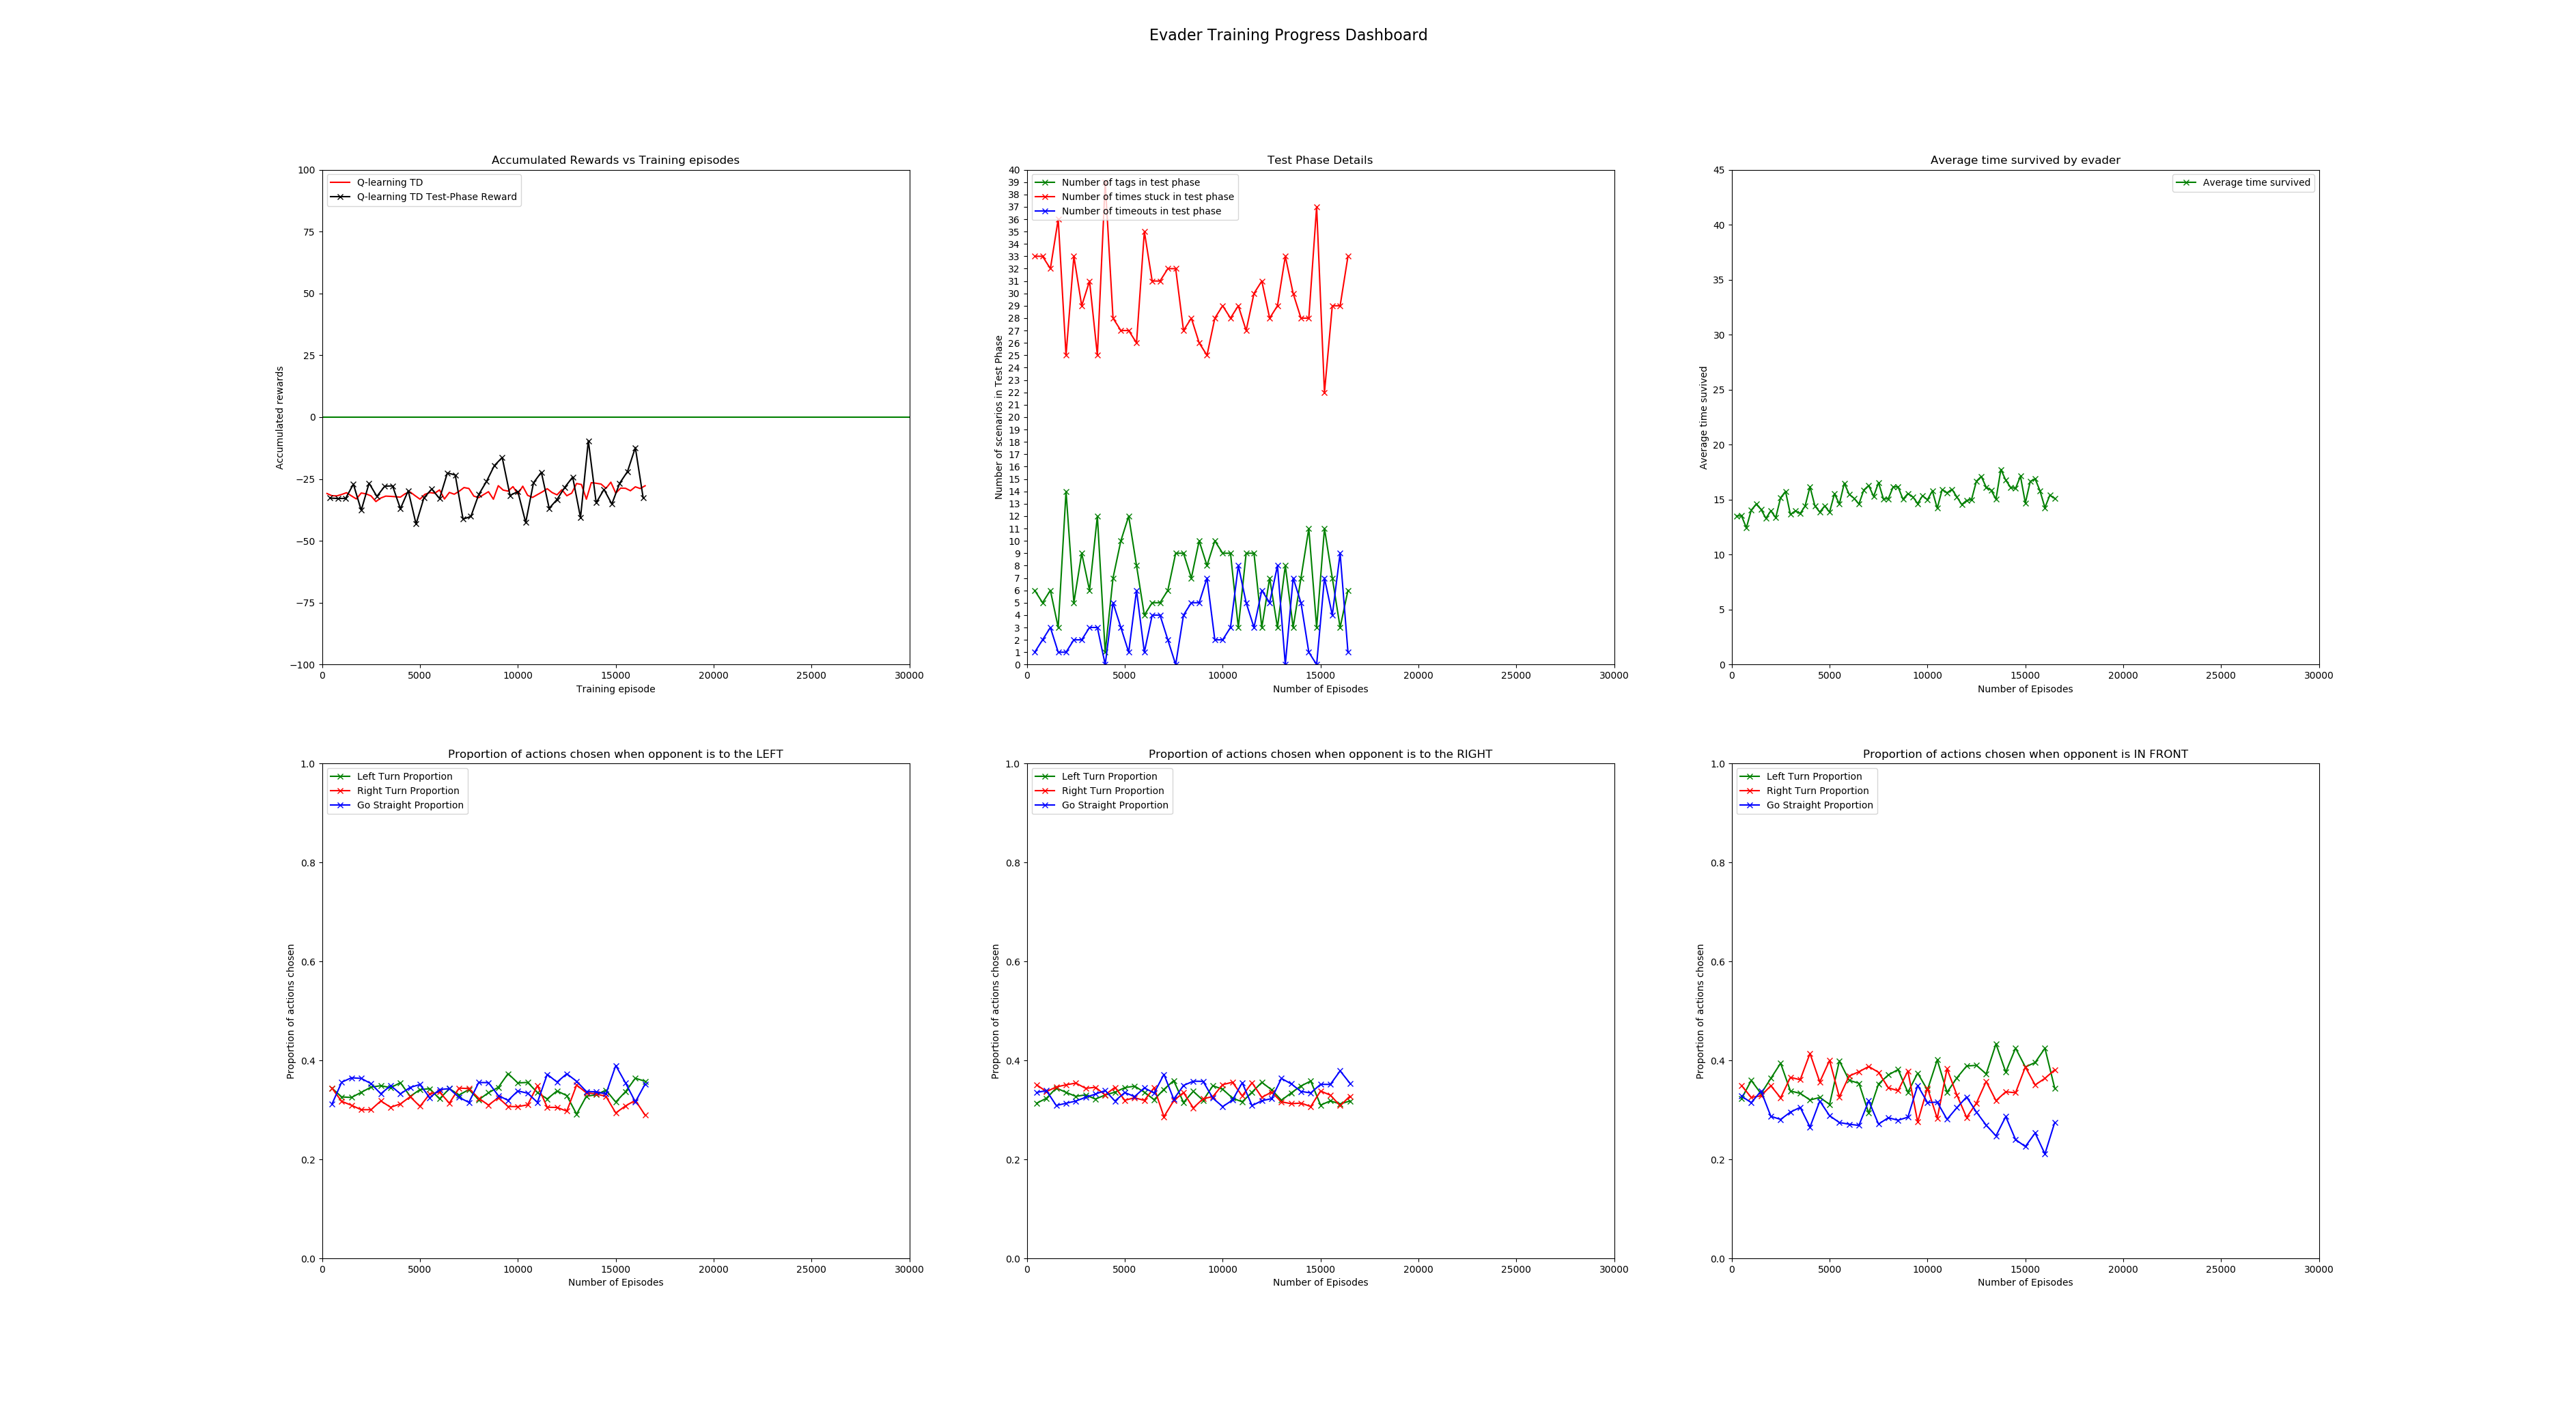 Evader Training Progress Dashboard
Accumulated Rewards vs Training episodes
Q-learning TD
Q-learning TD Test-Phase Reward
Accumulated rewards
100
75
50
25
0
−25
−50
−75
−100
0 5000 10000 15000 20000 25000 30000
Training episode
Test Phase Details
Number of tags in test phase
Number of times stuck in test phase
Number of timeouts in test phase
Number of scenarios in Test Phase
40
39
38
37
36
35
34
33
32
31
30
29
28
27
26
25
24
23
22
21
20
19
18
17
16
15
14
13
12
11
10
9
8
7
6
5
4
3
2
1
0
0 5000 10000 15000 20000 25000 30000
Number of Episodes
Average time survived by evader
Average time survived
Average time suvived
45
40
35
30
25
20
15
10
5
0
0 5000 10000 15000 20000 25000 30000
Number of Episodes
Proportion of actions chosen when opponent is to the LEFT
Left Turn Proportion
Right Turn Proportion
Go Straight Proportion
Proportion of actions chosen
1.0
0.8
0.6
0.4
0.2
0.0
0 5000 10000 15000 20000 25000 30000
Number of Episodes
Proportion of actions chosen when opponent is to the RIGHT
Left Turn Proportion
Right Turn Proportion
Go Straight Proportion
Proportion of actions chosen
1.0
0.8
0.6
0.4
0.2
0.0
0 5000 10000 15000 20000 25000 30000
Number of Episodes
Proportion of actions chosen when opponent is IN FRONT
Left Turn Proportion
Right Turn Proportion
Go Straight Proportion
Proportion of actions chosen
1.0
0.8
0.6
0.4
0.2
0.0
0 5000 10000 15000 20000 25000 30000
Number of Episodes